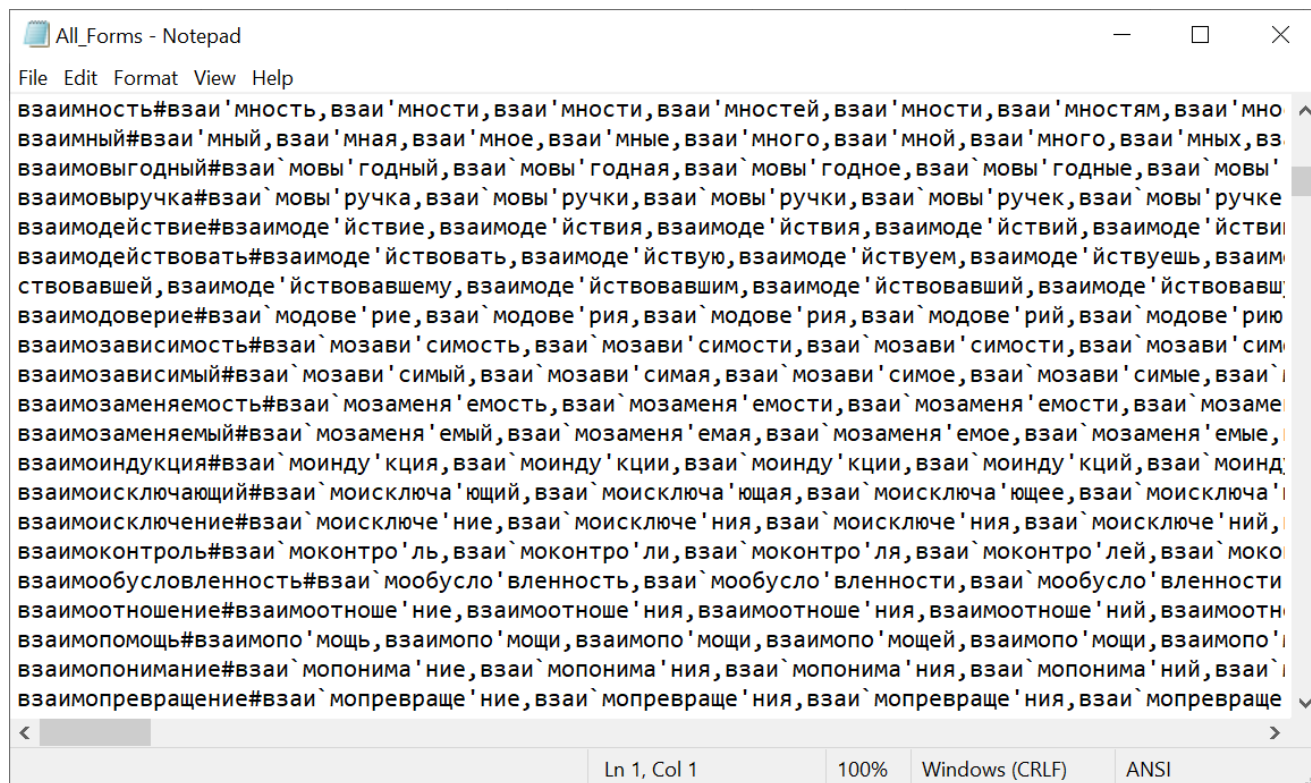 All_Forms - Notepad
File Edit Format View Help
взаимность#взаи'мность,взаи'мности,взаи'мности,взаи'мностей,взаи'мности,взаи'мностям,взаи'мно
взаимный#взаи'мный,взаи'мная,взаи'мное,взаи'мные,взаи'много,взаи'мной,взаи'много,взаи'мных,вз
взаимовыгодный#взаи`мовы'годный,взаи`мовы'годная,взаи`мовы'годное,взаи`мовы'годные,взаи`мовы'
взаимовыручка#взаи`мовы'ручка,взаи`мовы'ручки,взаи`мовы'ручки,взаи`мовы'ручек,взаи`мовы'ручке
взаимодействие#взаимоде'йствие,взаимоде'йствия,взаимоде'йствия,взаимоде'йствий,взаимоде'йстви
взаимодействовать#взаимоде'йствовать,взаимоде'йствую,взаимоде'йствуем,взаимоде'йствуешь,взаим
ствовавшей,взаимоде'йствовавшему,взаимоде'йствовавшим,взаимоде'йствовавший,взаимоде'йствовавш
взаимодоверие#взаи`модове'рие,взаи`модове'рия,взаи`модове'рия,взаи`модове'рий,взаи`модове'рию
взаимозависимость#взаи`мозави'симость,взаи`мозави'симости,взаи`мозави'симости,взаи`мозави'сим
взаимозависимый#взаи`мозави'симый,взаи`мозави'симая,взаи`мозави'симое,взаи`мозави'симые,взаи`
взаимозаменяемость#взаи`мозаменя'емость,взаи`мозаменя'емости,взаи`мозаменя'емости,взаи`мозаме
взаимозаменяемый#взаи`мозаменя'емый,взаи`мозаменя'емая,взаи`мозаменя'емое,взаи`мозаменя'емые,
взаимоиндукция#взаи`моинду'кция,взаи`моинду'кции,взаи`моинду'кции,взаи`моинду'кций,взаи`моинд
взаимоисключающий#взаи`моисключа'ющий,взаи`моисключа'ющая,взаи`моисключа'ющее,взаи`моисключа'
взаимоисключение#взаи`моисключе'ние,взаи`моисключе'ния,взаи`моисключе'ния,взаи`моисключе'ний,
взаимоконтроль#взаи`моконтро'ль,взаи`моконтро'ли,взаи`моконтро'ля,взаи`моконтро'лей,взаи`моко
взаимообусловленность#взаи`мообусло'вленность,взаи`мообусло'вленности,взаи`мообусло'вленности
взаимоотношение#взаимоотноше'ние,взаимоотноше'ния,взаимоотноше'ния,взаимоотноше'ний,взаимоотн
взаимопомощь#взаимопо'мощь,взаимопо'мощи,взаимопо'мощи,взаимопо'мощей,взаимопо'мощи,взаимопо'
взаимопонимание#взаи`мопонима'ние,взаи`мопонима'ния,взаи`мопонима'ния,взаи`мопонима'ний,взаи`
взаимопревращение#взаи`мопревраще'ние,взаи`мопревраще'ния,взаи`мопревраще'ния,взаи`мопревраще
Ln 1, Col 1 100% Windows (CRLF) ANSI